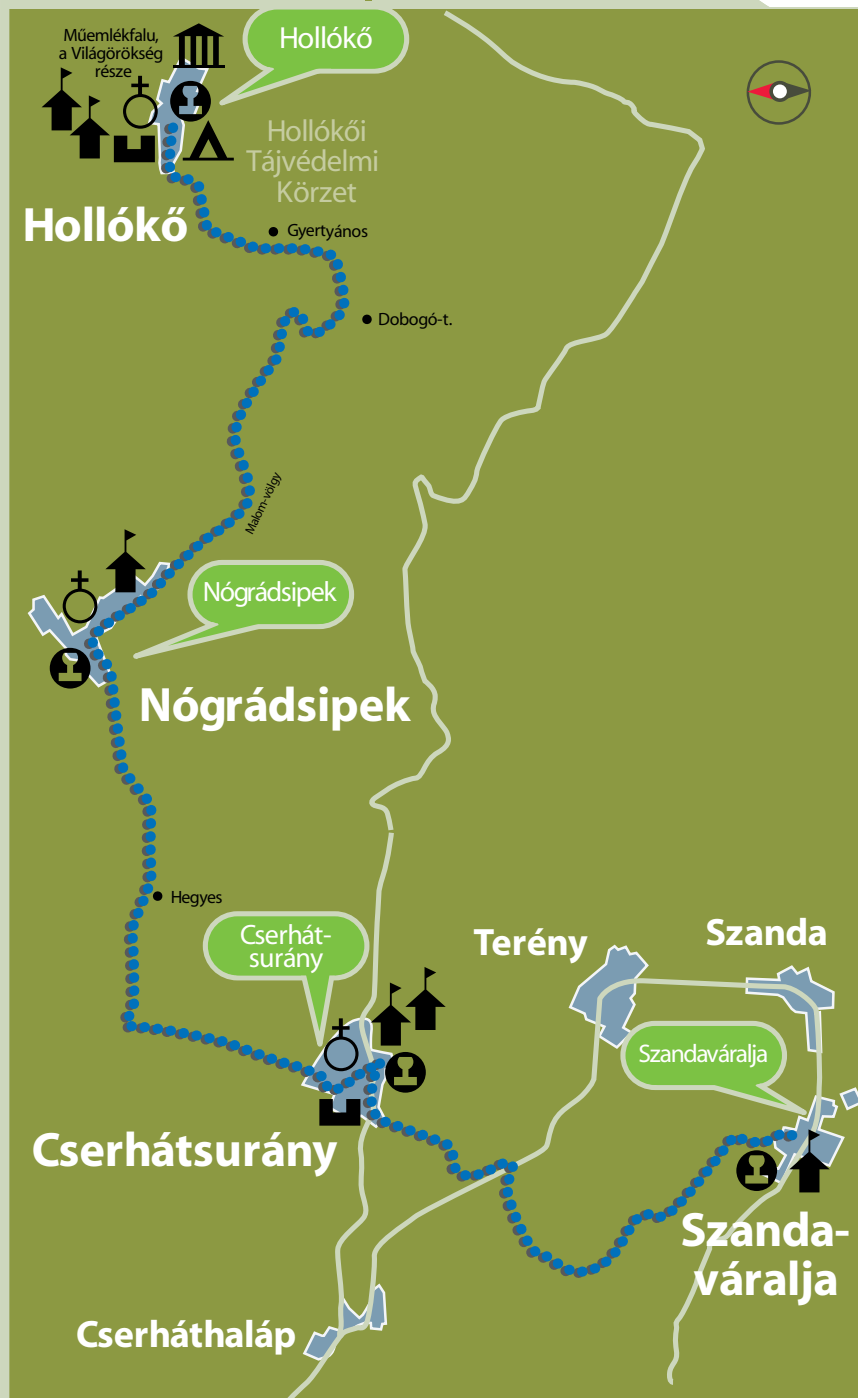 Műemlékfalu,
a Világörökség
része
Hollókő
Hollókői
Tájvédelmi
Körzet
Hollókő
Gyertyános
Dobogó-t.
Malom-völgy
Nógrádsipek
Nógrádsipek
Hegyes
Cserhát-
surány
Terény
Szanda
Szandaváralja
Cserhátsurány
Szanda-
váralja
Cserháthaláp